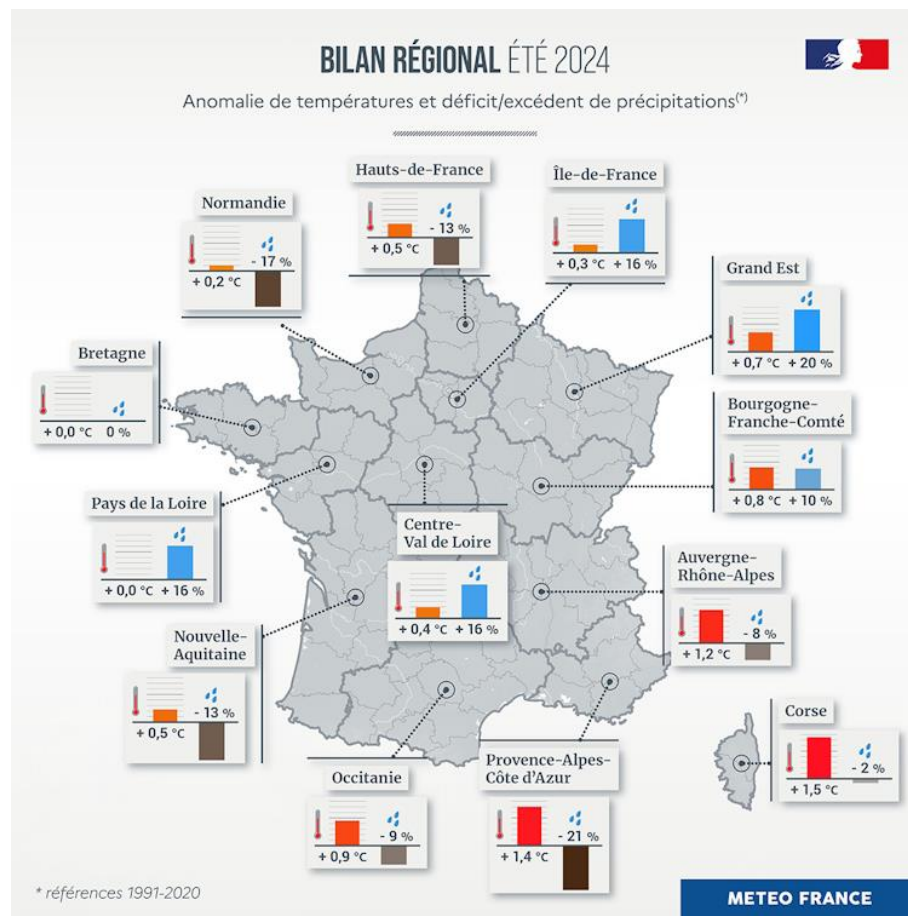 BILAN RÉGIONAL ÉTÉ 2024
Anomalie de températures et déficit/excédent de précipitations(*)
Hauts-de-France
+ 0,5 °C
- 13 %
Île-de-France
+ 0,3 °C + 16 %
Normandie
+ 0,2 °C
- 17 %
Grand Est
+ 0,7 °C + 20 %
Bretagne
+ 0,0 °C 0 %
Bourgogne-
Franche-Comté
+ 0,8 °C + 10 %
Pays de la Loire
+ 0,0 °C + 16 %
Centre-
Val de Loire
+ 0,4 °C + 16 %
Auvergne-
Rhône-Alpes
- 8 %
+ 1,2 °C
Nouvelle-
Aquitaine
- 13 %
+ 0,5 °C
Corse
- 2 %
+ 1,5 °C
Occitanie
- 9 %
+ 0,9 °C
Provence-Alpes-
Côte d'Azur
- 21 %
+ 1,4 °C
* références 1991-2020
METEO FRANCE